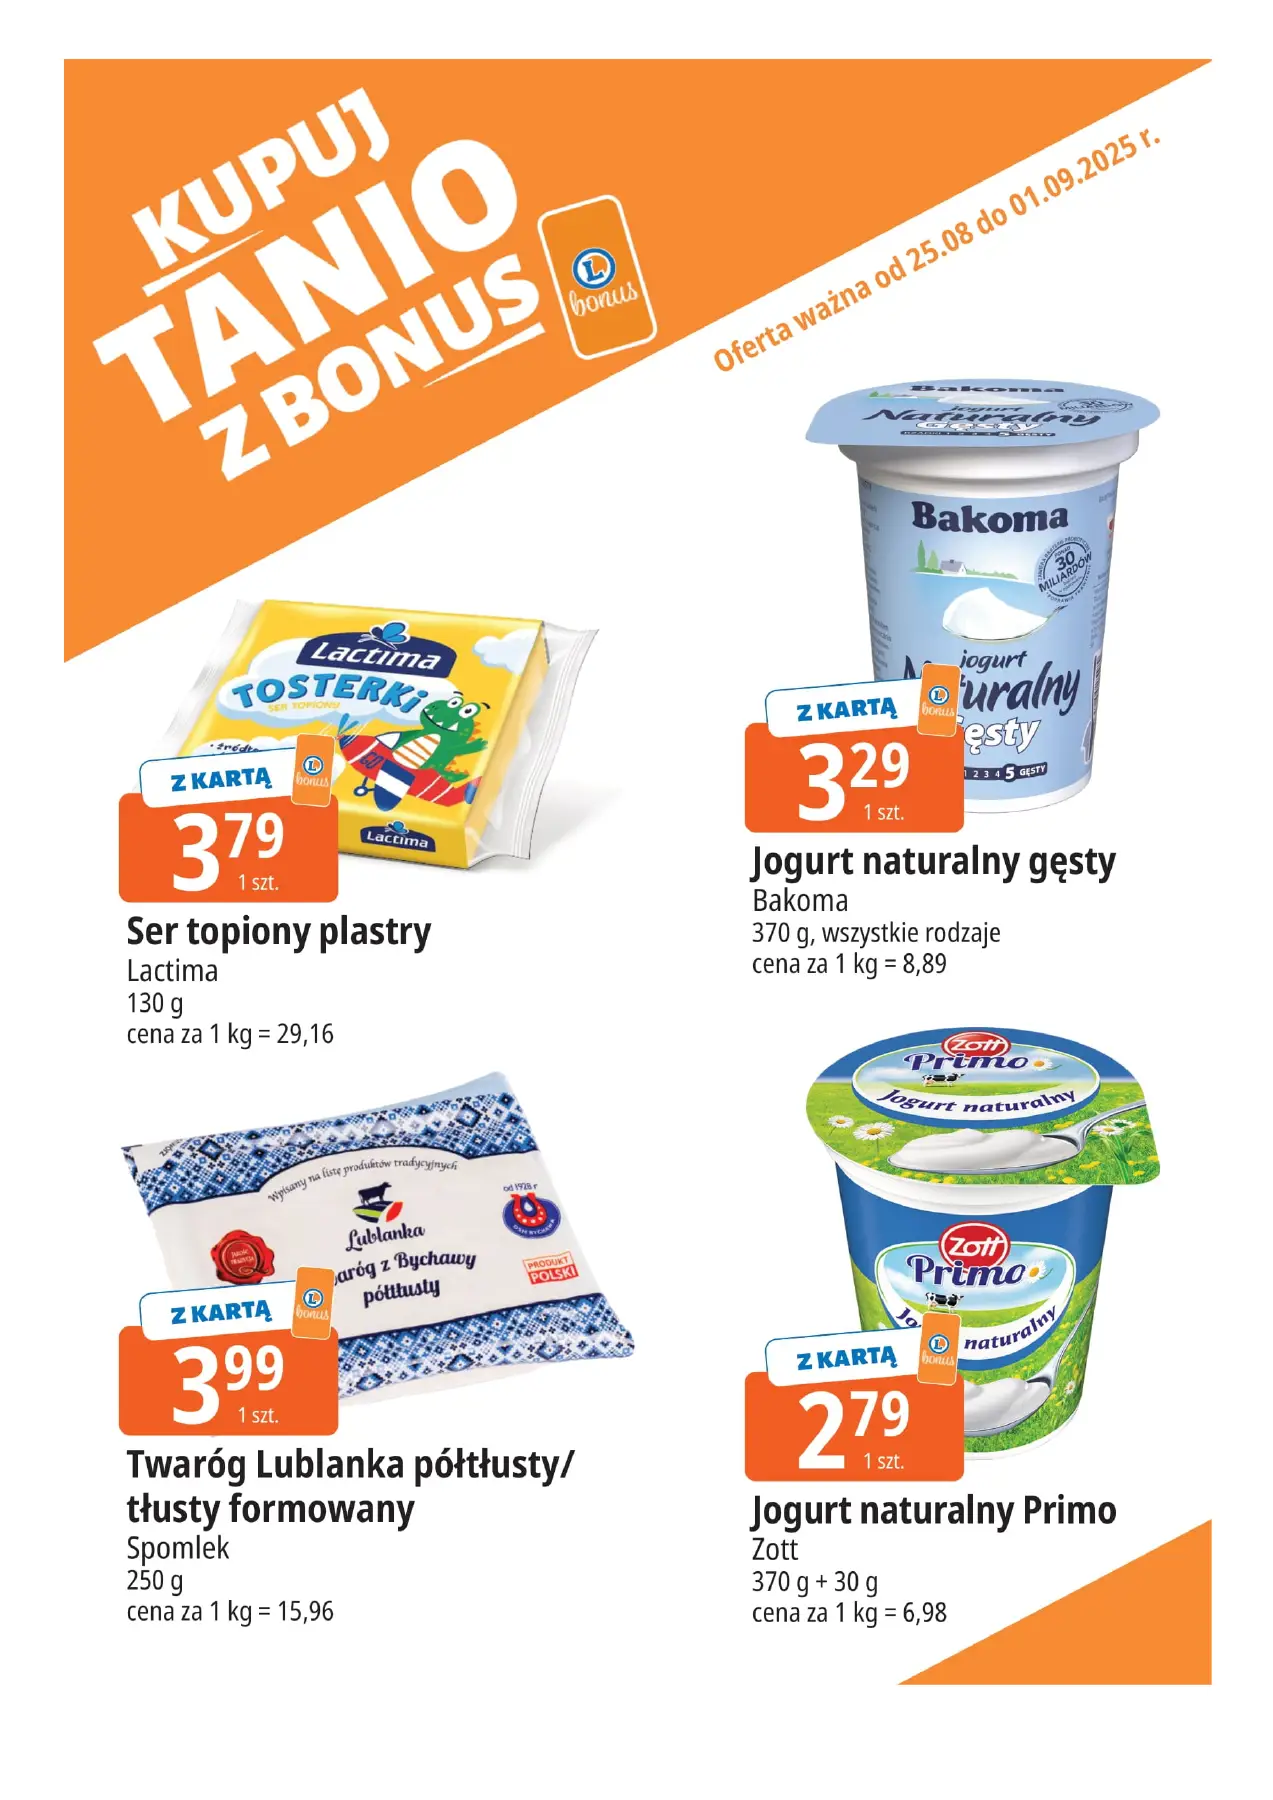 KUPUJ
TANIO
Z BONUS
L
bonus
Oferta ważna od 25.08 do 01.09.2025 r.
Bakoma
jogurt
Naturalny
Gęsty
5 GĘSTY
Bakoma
30
MILIARDÓW
jogurt
Naturalny
Gęsty
1 2 3 4 5 GĘSTY
Z KARTĄ
L
bonus
3 29
1 szt.
Jogurt naturalny gęsty
Bakoma
370 g, wszystkie rodzaje
cena za 1 kg = 8,89
Lactima
TOSTERKI
SER TOPIONY
Lactima
Z KARTĄ
L
bonus
3 79
1 szt.
Ser topiony plastry
Lactima
130 g
cena za 1 kg = 29,16
Zott
Primo
Jogurt naturalny
Zott
Primo
naturalny
Z KARTĄ
L
bonus
2 79
1 szt.
Jogurt naturalny Primo
Zott
370 g + 30 g
cena za 1 kg = 6,98
Wpisany na listę produktów tradycyjnych
od 1928 r
Lublanka
aróg z Bychawy
półtłusty
PRODUKT
POLSKI
Z KARTĄ
L
bonus
3 99
1 szt.
Twaróg Lublanka półtłusty/
tłusty formowany
Spomlek
250 g
cena za 1 kg = 15,96